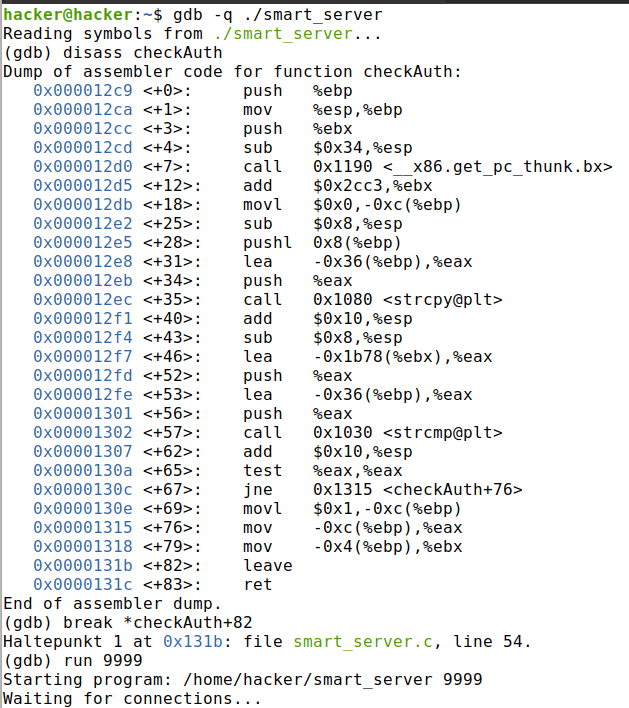 hacker@hacker:~$ gdb -q ./smart_server
Reading symbols from ./smart_server...
(gdb) disass checkAuth
Dump of assembler code for function checkAuth:
   0x000012c9 <+0>:     push   %ebp
   0x000012ca <+1>:     mov    %esp,%ebp
   0x000012cc <+3>:     push   %ebx
   0x000012cd <+4>:     sub    $0x34,%esp
   0x000012d0 <+7>:     call   0x1190 <__x86.get_pc_thunk.bx>
   0x000012d5 <+12>:    add    $0x2cc3,%ebx
   0x000012db <+18>:    movl   $0x0,-0xc(%ebp)
   0x000012e2 <+25>:    sub    $0x8,%esp
   0x000012e5 <+28>:    pushl  0x8(%ebp)
   0x000012e8 <+31>:    lea    -0x36(%ebp),%eax
   0x000012eb <+34>:    push   %eax
   0x000012ec <+35>:    call   0x1080 <strcpy@plt>
   0x000012f1 <+40>:    add    $0x10,%esp
   0x000012f4 <+43>:    sub    $0x8,%esp
   0x000012f7 <+46>:    lea    -0x1b78(%ebx),%eax
   0x000012fd <+52>:    push   %eax
   0x000012fe <+53>:    lea    -0x36(%ebp),%eax
   0x00001301 <+56>:    push   %eax
   0x00001302 <+57>:    call   0x1030 <strcmp@plt>
   0x00001307 <+62>:    add    $0x10,%esp
   0x0000130a <+65>:    test   %eax,%eax
   0x0000130c <+67>:    jne    0x1315 <checkAuth+76>
   0x0000130e <+69>:    movl   $0x1,-0xc(%ebp)
   0x00001315 <+76>:    mov    -0xc(%ebp),%eax
   0x00001318 <+79>:    mov    -0x4(%ebp),%ebx
   0x0000131b <+82>:    leave
   0x0000131c <+83>:    ret
End of assembler dump.
(gdb) break *checkAuth+82
Haltepunkt 1 at 0x131b: file smart_server.c, line 54.
(gdb) run 9999
Starting program: /home/hacker/smart_server 9999
Waiting for connections...